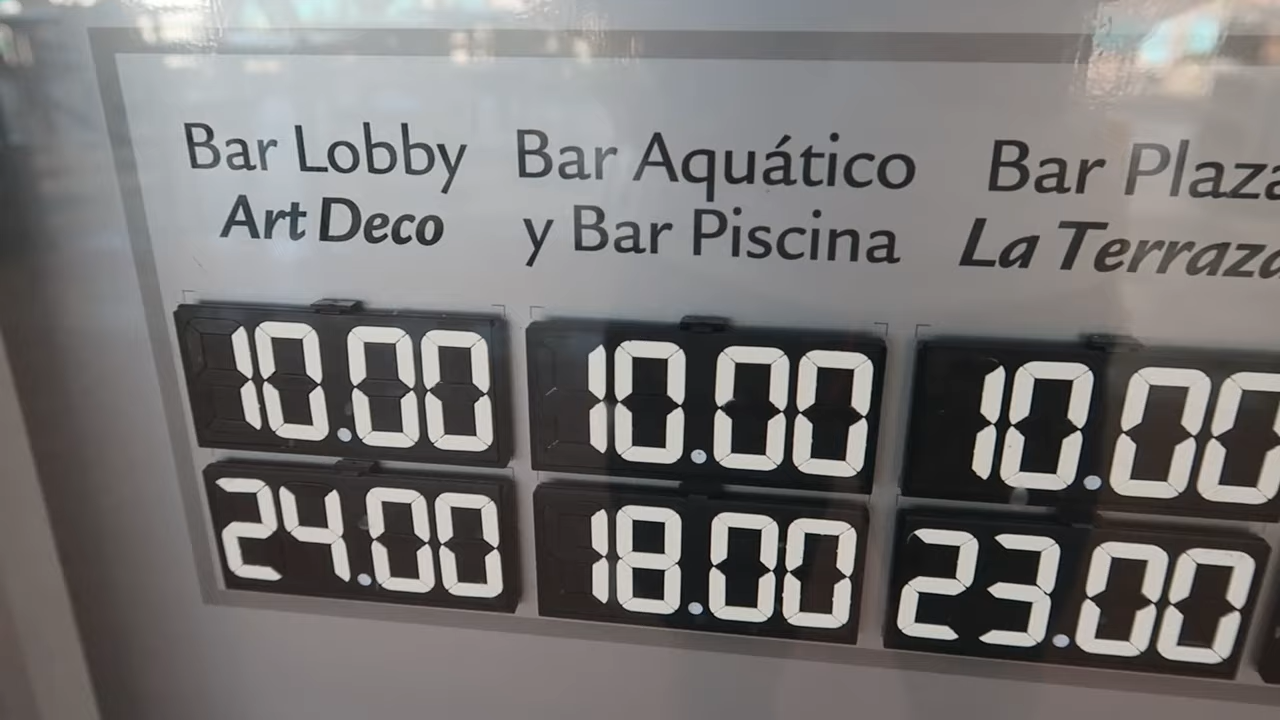 Bar Lobby
Art Deco
10.00
24.00
Bar Aquático
y Bar Piscina
10.00
18.00
Bar Plaza
La Terraza
10.00
23.00